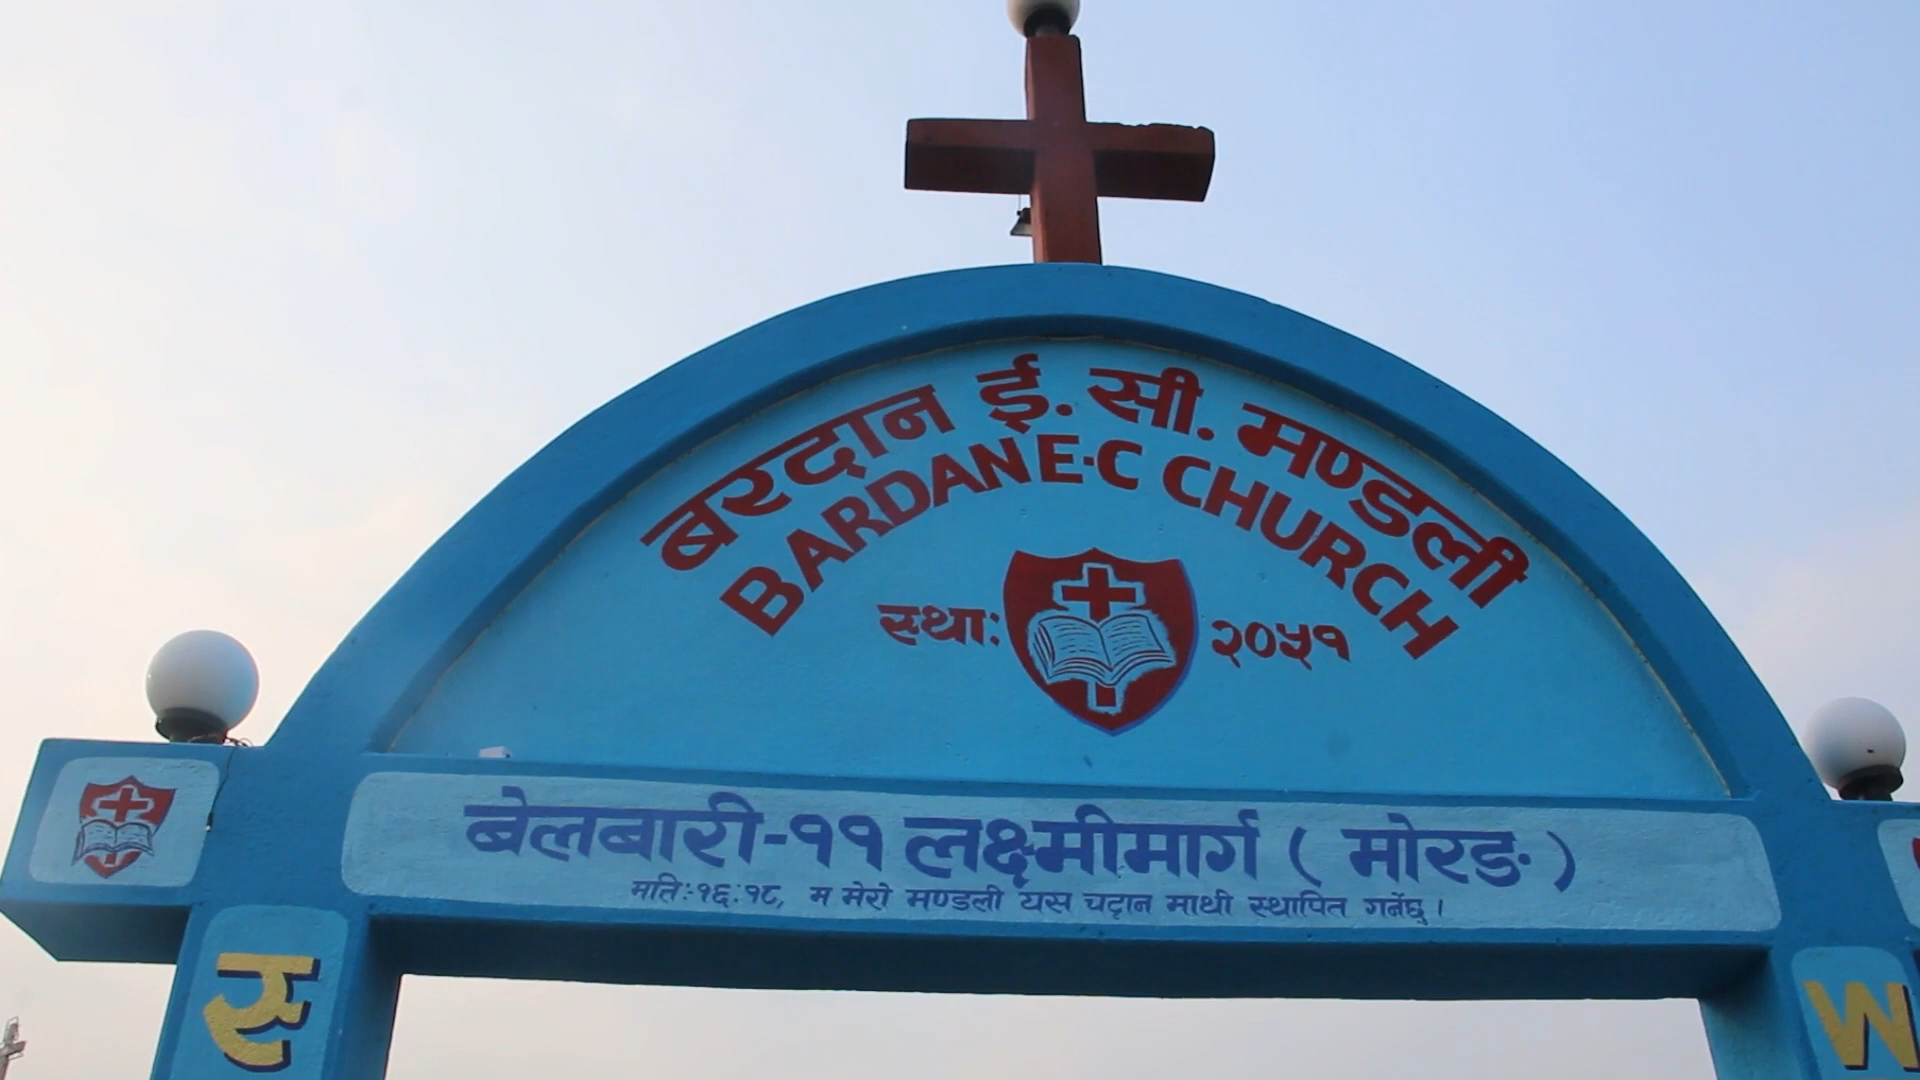 बरदान ई. सी. मण्डली
BARDAN E-C CHURCH
स्था: २०५१
बेलबारी-११ लक्ष्मीमार्ग ( मोरङ )
मत्ति:-१६:१८, म मेरो मण्डली यस चट्टान माथी स्थापित गर्नेछु।
स्
W